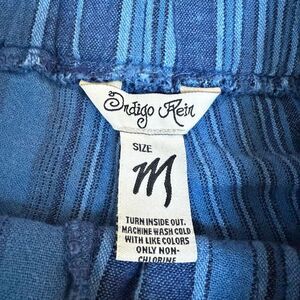 Indigo Rein
SIZE
M
TURN INSIDE OUT.
MACHINE WASH COLD
WITH LIKE COLORS
ONLY NON-
CHLORINE